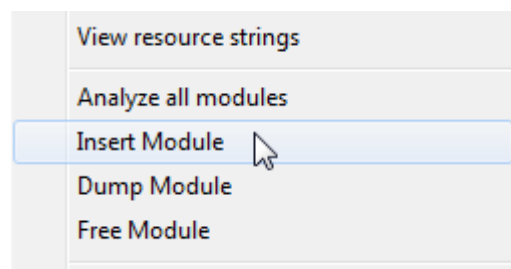 View resource strings
Analyze all modules
Insert Module
Dump Module
Free Module